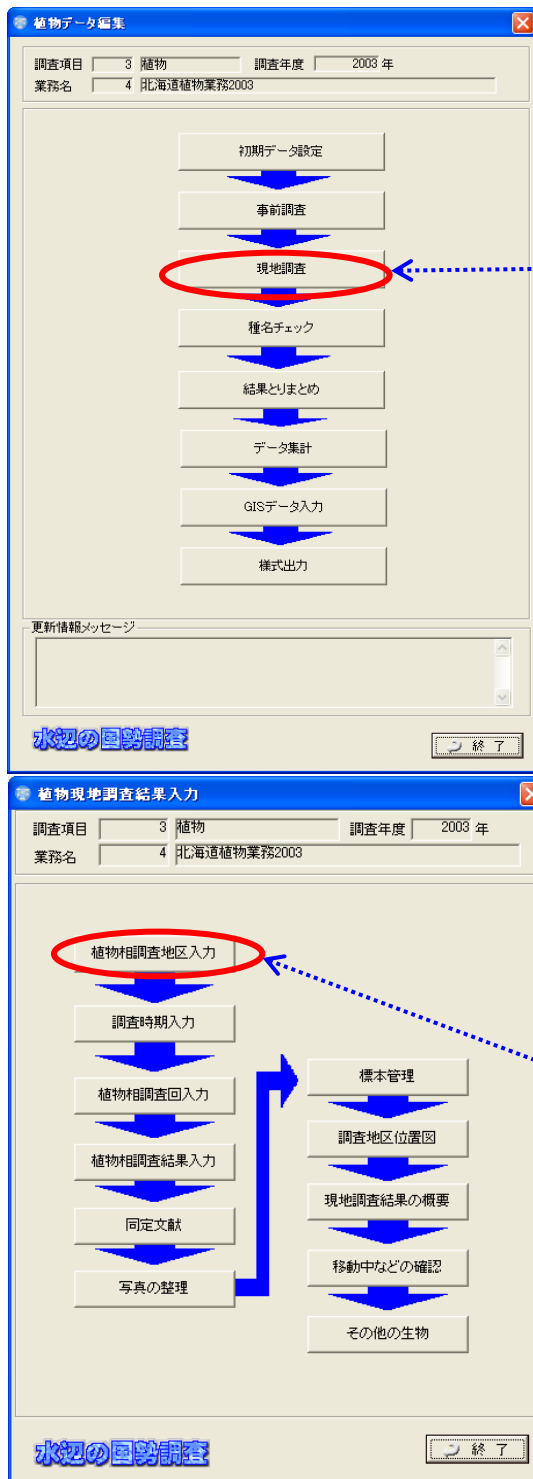 植物データ編集
調査項目 3 植物 調査年度 2003 年
業務名 4 北海道植物業務2003
初期データ設定
事前調査
現地調査
種名チェック
結果とりまとめ
データ集計
GISデータ入力
様式出力
更新情報メッセージ
水辺の国勢調査
終 了
植物現地調査結果入力
調査項目 3 植物 調査年度 2003 年
業務名 4 北海道植物業務2003
植物相調査地区入力
調査時期入力
植物相調査回入力
植物相調査結果入力
同定文献
写真の整理
標本管理
調査地区位置図
現地調査結果の概要
移動中などの確認
その他の生物
水辺の国勢調査
終 了